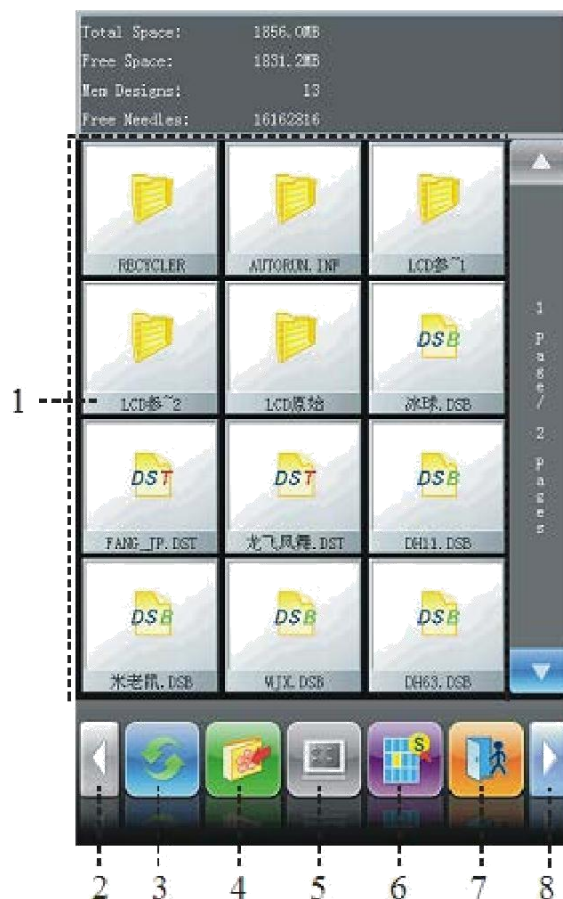 Total Space: 1856.0MB
Free Space: 1831.2MB
Mem Designs: 13
Free Needles: 16162816
RECYCLER AUTORUN.INF LCD参~1
DSB
1 LCD参~2 LCD原始 冰球.DSB
DST DST DSB
FANG_JP.DST 龙飞凤舞.DST DH11.DSB
DSB DSB DSB
米老鼠.DSB WJX.DSB DH63.DSB
1 Page/ 2 Pages
S
2 3 4 5 6 7 8